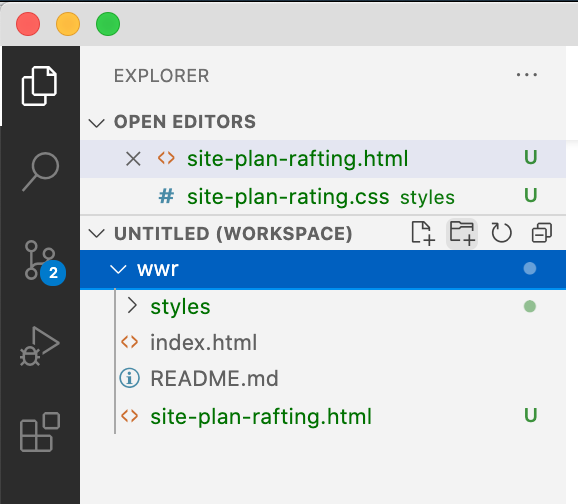 EXPLORER
OPEN EDITORS
site-plan-rafting.html U
# site-plan-rating.css styles U
UNTITLED (WORKSPACE)
2
wwr
styles
index.html
README.md
site-plan-rafting.html U